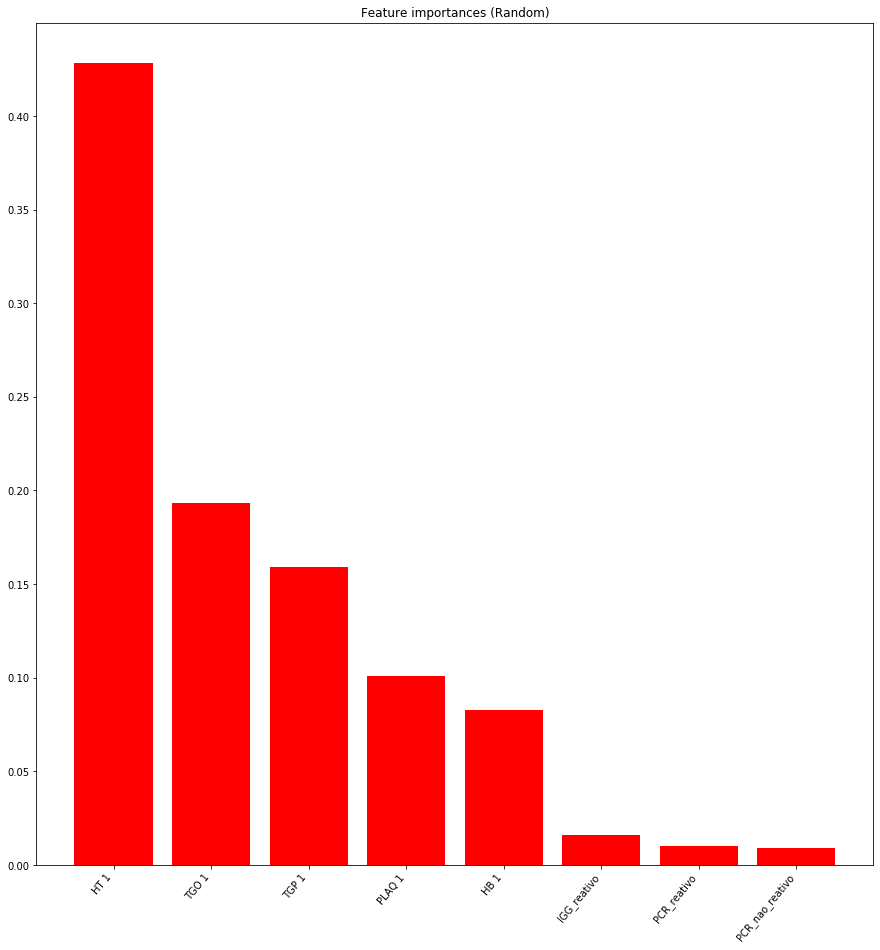 Feature importances (Random)
0.40
0.35
0.30
0.25
0.20
0.15
0.10
0.05
0.00
HT 1
TGO 1
TGP 1
PLAQ 1
HB 1
IGG_reativo
PCR_reativo
PCR_nao_reativo